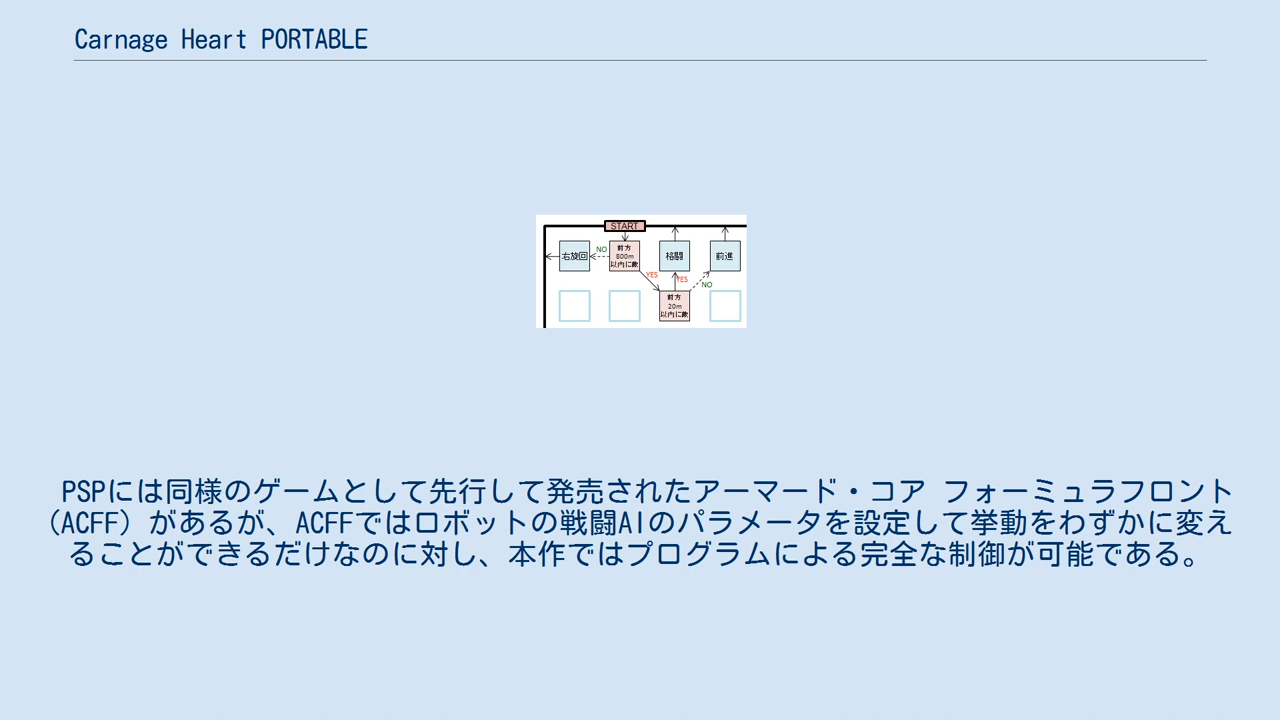 Carnage Heart PORTABLE
START
右旋回
NO
前方
800m
以内に敵
格闘
前進
YES
YES
NO
前方
20m
以内に敵
PSPには同様のゲームとして先行して発売されたアーマード・コア フォーミュラフロント
(ACFF) があるが、ACFFではロボットの戦闘AIのパラメータを設定して挙動をわずかに変え
ることができるだけなのに対し、本作ではプログラムによる完全な制御が可能である。